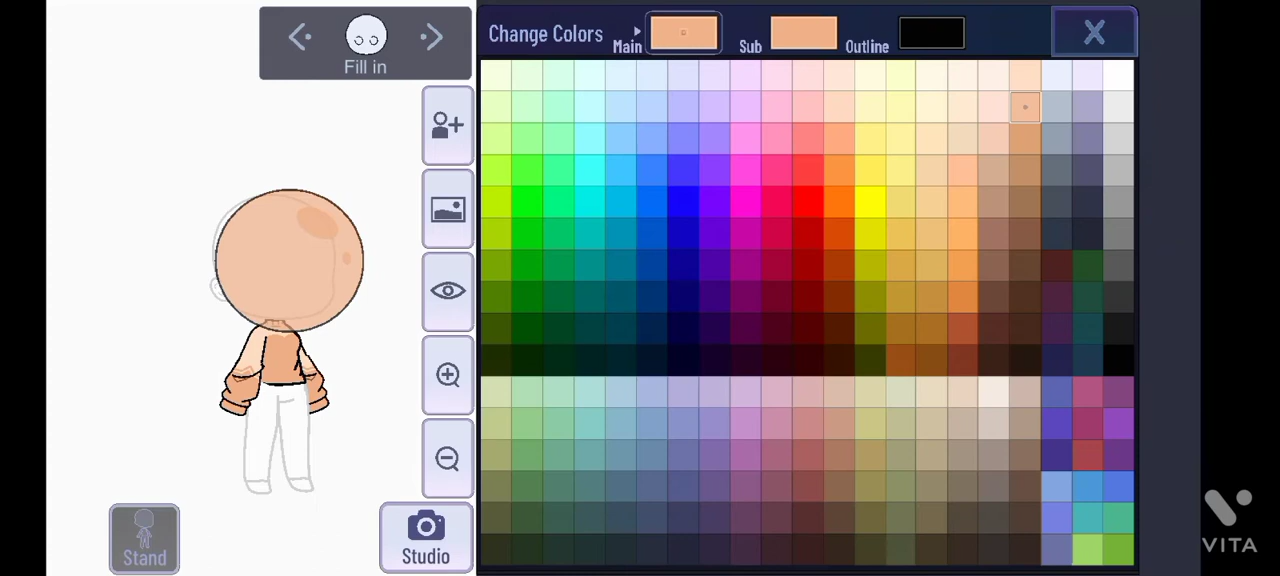 Change Colors
Main
Sub
Outline
X
Fill in
Stand
Studio
VITA